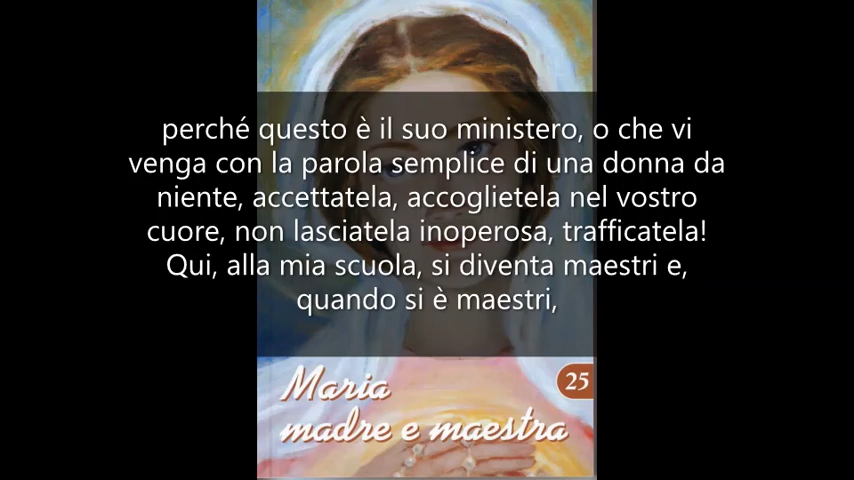 perché questo è il suo ministero, o che vi
venga con la parola semplice di una donna da
niente, accettatela, accoglietela nel vostro
cuore, non lasciatela inoperosa, trafficatela!
Qui, alla mia scuola, si diventa maestri e,
quando si è maestri,
25
Maria
madre e maestra